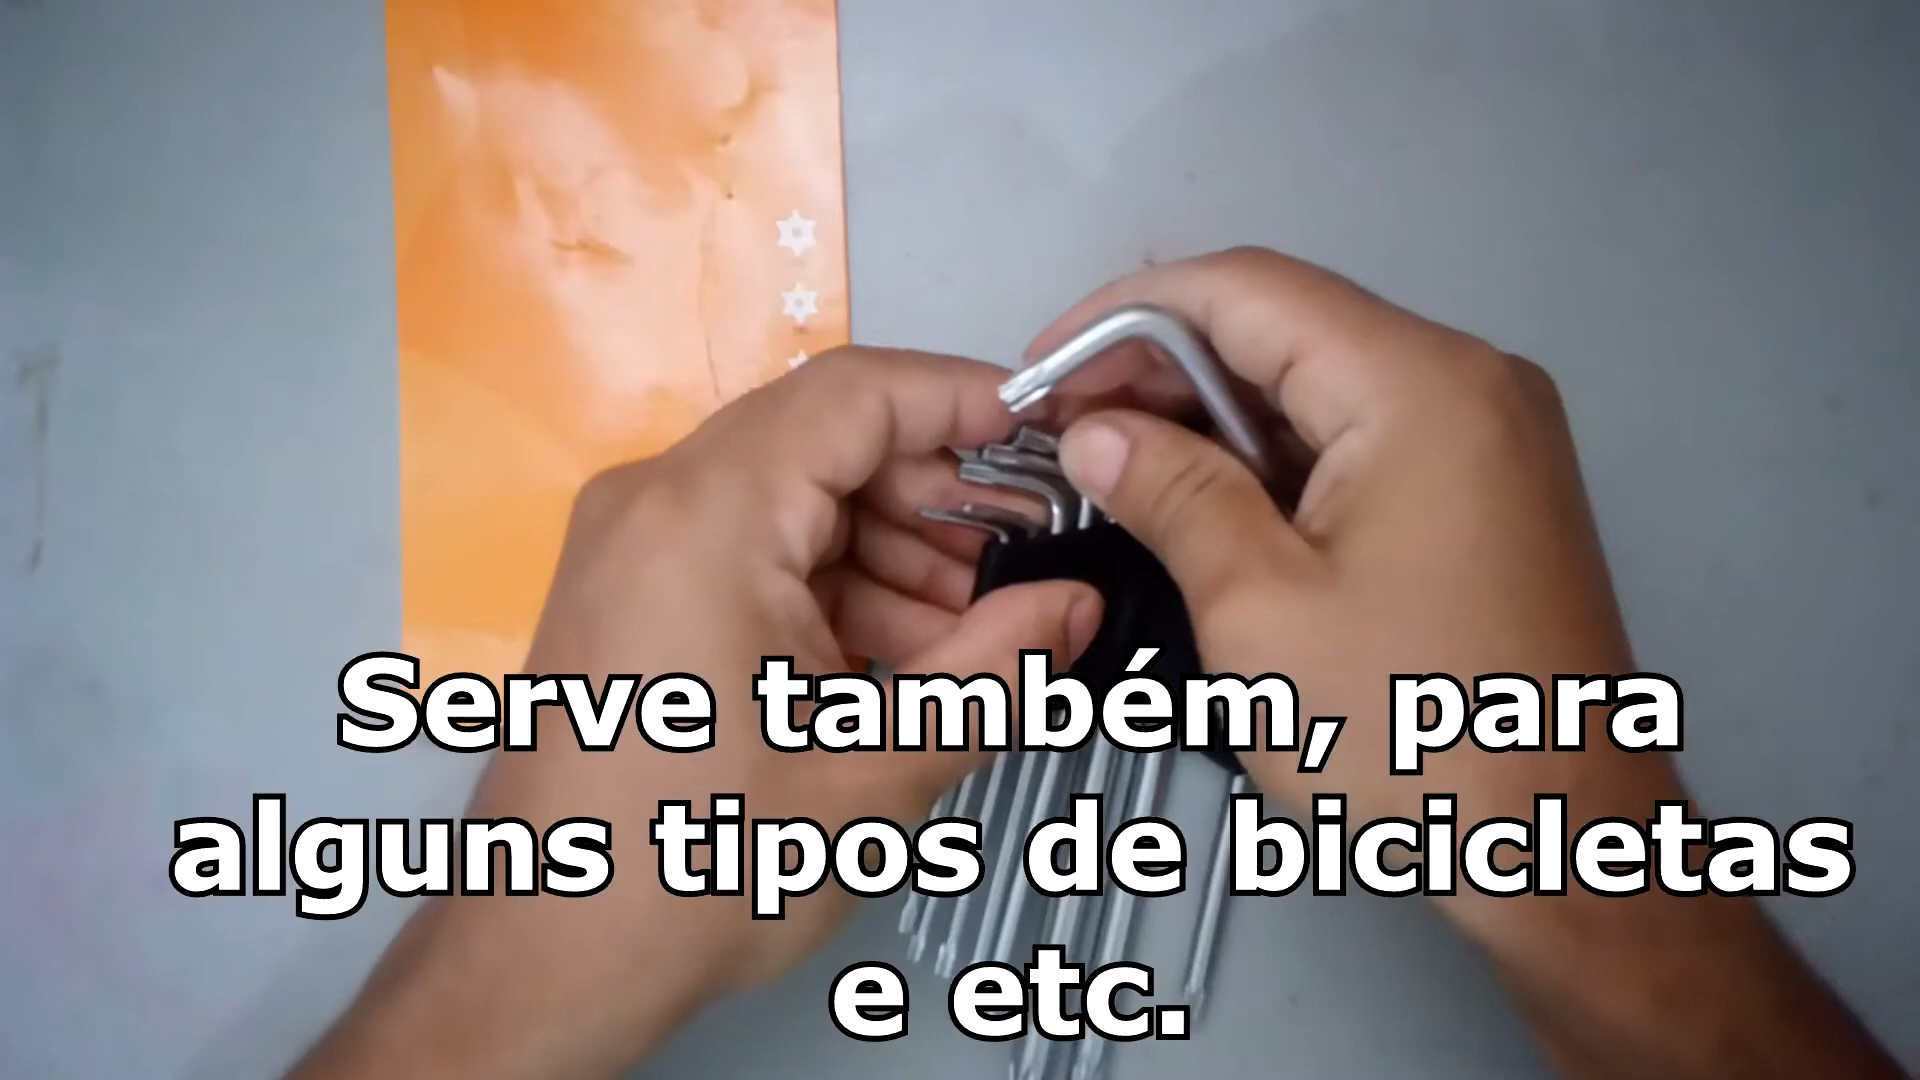 Serve também, para
alguns tipos de bicicletas
e etc.